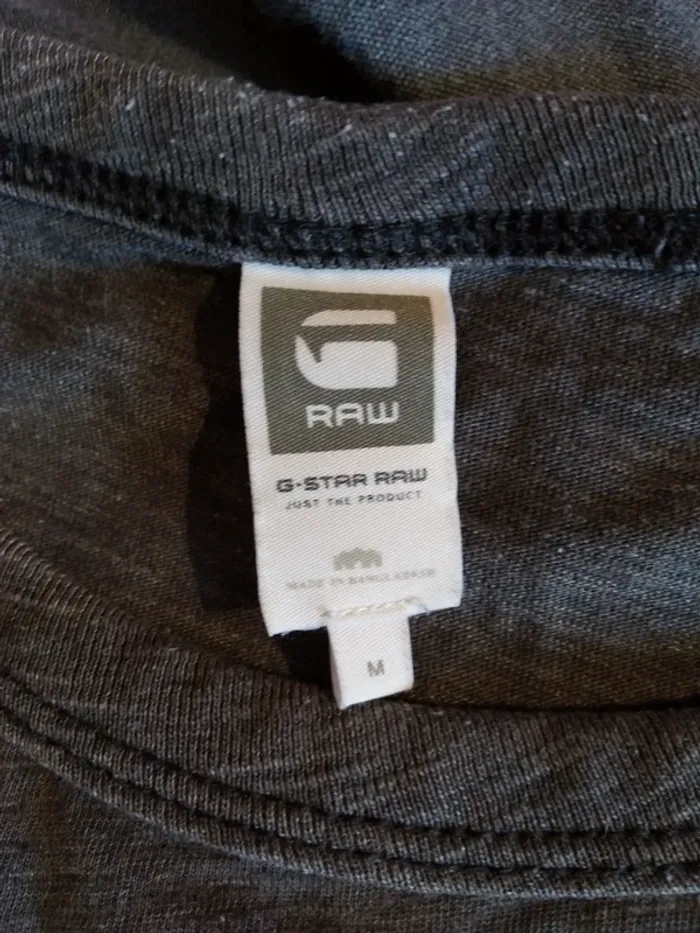 RAW
G-STAR RAW
JUST THE PRODUCT
MADE IN BANGLADESH
M